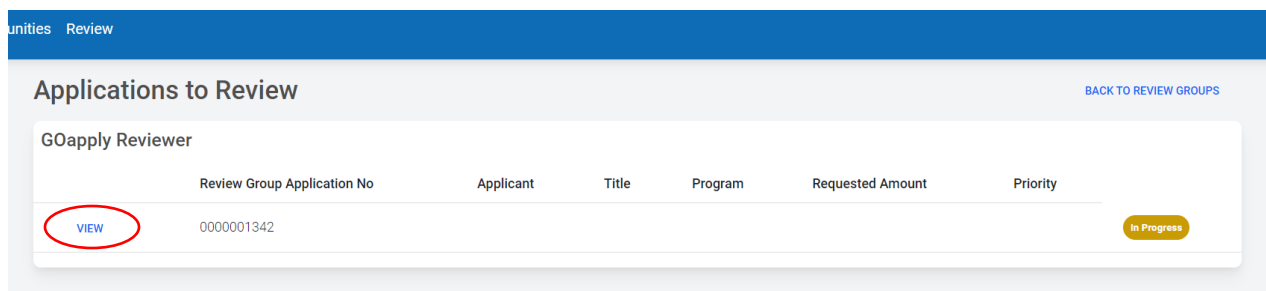 unities Review
Applications to Review
BACK TO REVIEW GROUPS
GOapply Reviewer
Review Group Application No Applicant Title Program Requested Amount Priority
VIEW 0000001342 In Progress